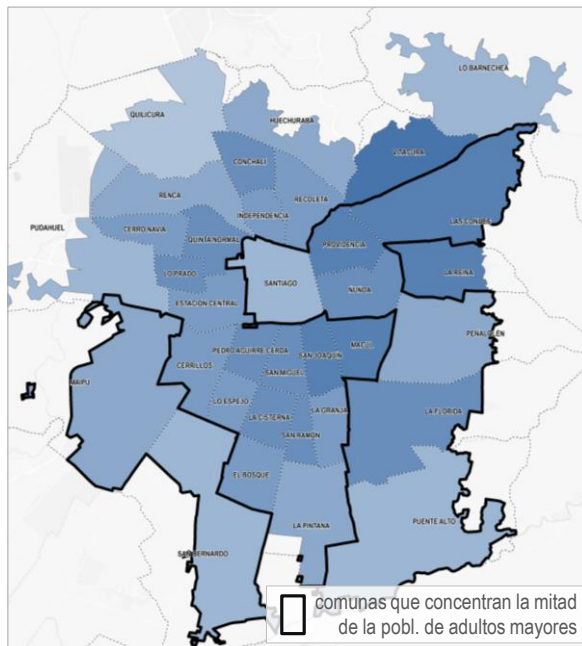 LO BARNECHEA
QUILICURA
HUECHURABA
CONCHALI
VITACURA
RENCA
RECOLETA
INDEPENDENCIA
LAS CONDES
PUDAHUEL
CERRO NAVIA
QUINTA NORMAL
PROVIDENCIA
LO PRADO
LA REINA
SANTIAGO
ÑUÑOA
ESTACION CENTRAL
PEÑALOLEN
MACUL
PEDRO AGUIRRE CERDA
SAN JOAQUIN
CERRILLOS
SAN MIGUEL
MAIPU
LO ESPEJO
LA GRANJA
LA FLORIDA
LA CISTERNA
SAN RAMON
EL BOSQUE
LA PINTANA
PUENTE ALTO
SAN BERNARDO
comunas que concentran la mitad
de la pobl. de adultos mayores